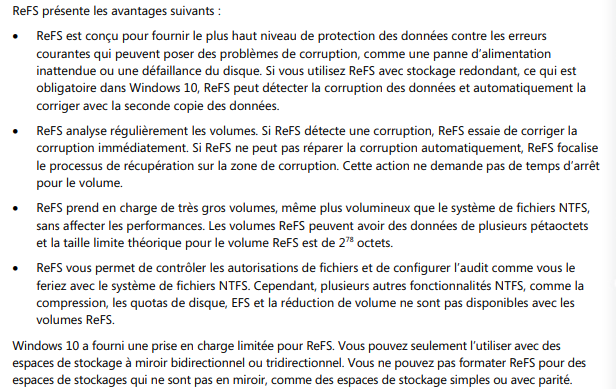 ReFS présente les avantages suivants :
• ReFS est conçu pour fournir le plus haut niveau de protection des données contre les erreurs
courantes qui peuvent poser des problèmes de corruption, comme une panne d’alimentation
inattendue ou une défaillance du disque. Si vous utilisez ReFS avec stockage redondant, ce qui est
obligatoire dans Windows 10, ReFS peut détecter la corruption des données et automatiquement la
corriger avec la seconde copie des données.
• ReFS analyse régulièrement les volumes. Si ReFS détecte une corruption, ReFS essaie de corriger la
corruption immédiatement. Si ReFS ne peut pas réparer la corruption automatiquement, ReFS focalise
le processus de récupération sur la zone de corruption. Cette action ne demande pas de temps d’arrêt
pour le volume.
• ReFS prend en charge de très gros volumes, même plus volumineux que le système de fichiers NTFS,
sans affecter les performances. Les volumes ReFS peuvent avoir des données de plusieurs pétaoctets
et la taille limite théorique pour le volume ReFS est de 2⁷⁸ octets.
• ReFS vous permet de contrôler les autorisations de fichiers et de configurer l’audit comme vous le
feriez avec le système de fichiers NTFS. Cependant, plusieurs autres fonctionnalités NTFS, comme la
compression, les quotas de disque, EFS et la réduction de volume ne sont pas disponibles avec les
volumes ReFS.
Windows 10 a fourni une prise en charge limitée pour ReFS. Vous pouvez seulement l’utiliser avec des
espaces de stockage à miroir bidirectionnel ou tridirectionnel. Vous ne pouvez pas formater ReFS pour des
espaces de stockages qui ne sont pas en miroir, comme des espaces de stockage simples ou avec parité.